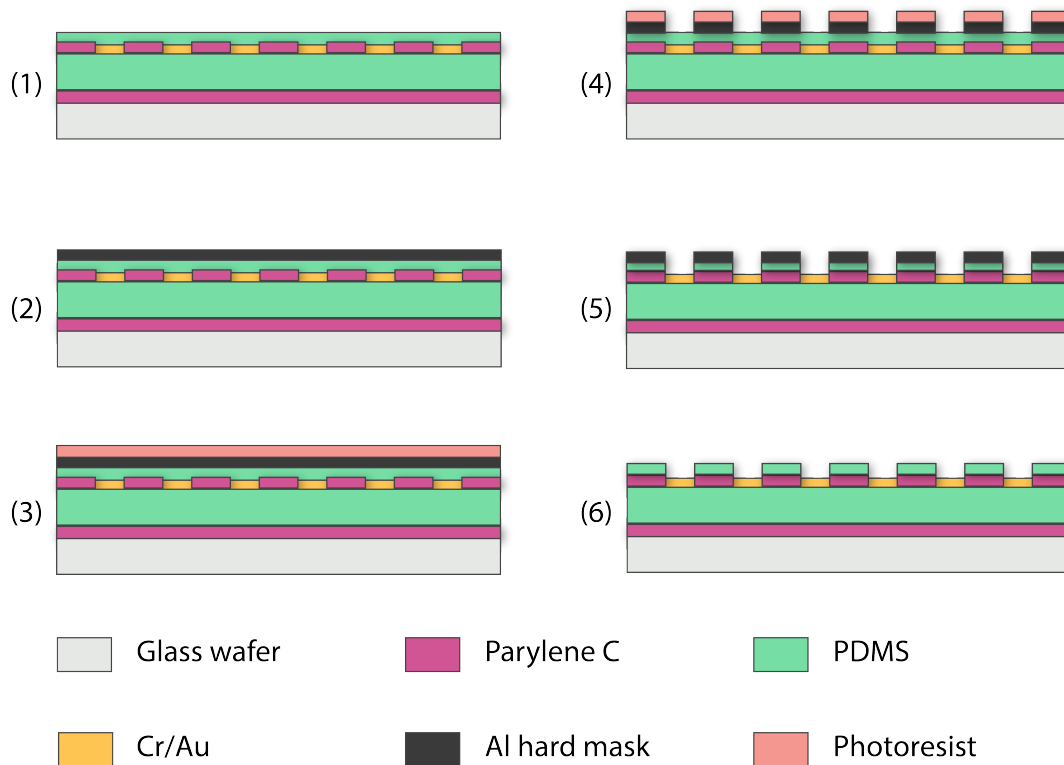 (1)
(4)
(2)
(5)
(3)
(6)
Glass wafer
Parylene C
PDMS
Cr/Au
Al hard mask
Photoresist